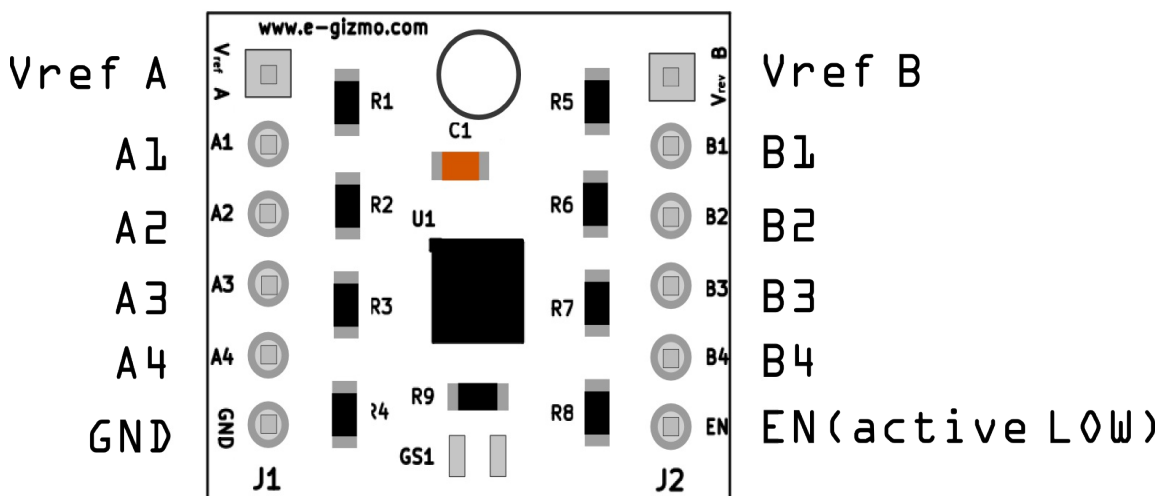 www.e-gizmo.com
Vref A
Vref A
R1
C1
R5
Vrev B
Vref B
A1
A1
B1
B1
A2
A2
R2
U1
R6
B2
B2
A3
A3
R3
R7
B3
B3
A4
A4
B4
B4
GND
GND
R4
R9
R8
EN
EN(active LOW)
GS1
J1
J2